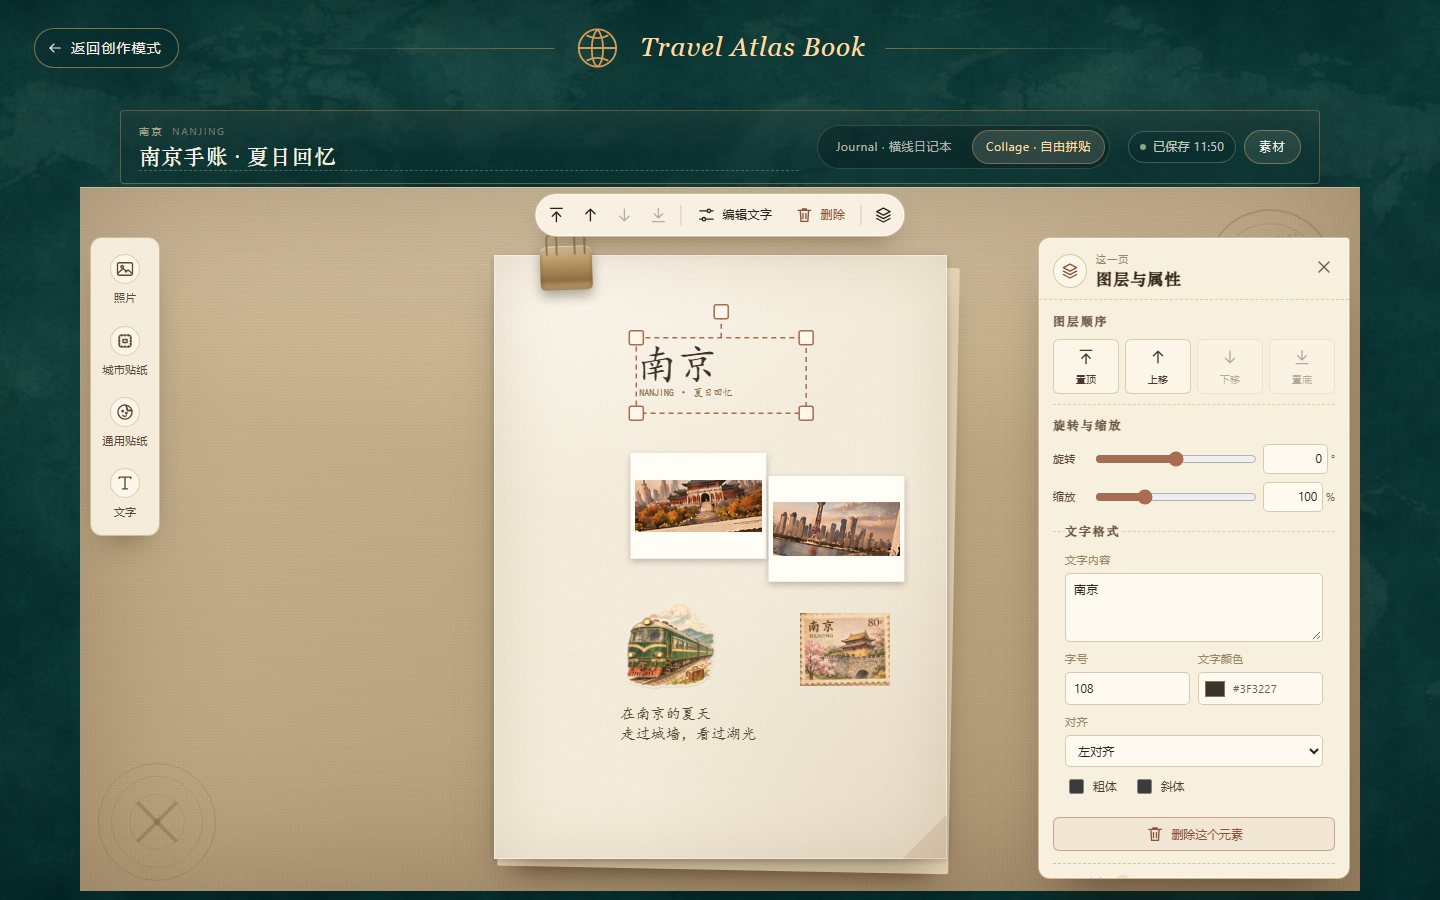 返回创作模式
Travel Atlas Book
南京 NANJING
南京手账 · 夏日回忆
Journal · 横线日记本
Collage · 自由拼贴
已保存 11:50
素材
编辑文字
删除
照片
城市贴纸
通用贴纸
文字
南京
NANJING · 夏日回忆
南京
NANJING
80
在南京的夏天
走过城墙，看过湖光
这一页
图层与属性
图层顺序
置顶
上移
下移
置底
旋转与缩放
旋转
0
°
缩放
100
%
文字格式
文字内容
南京
字号
文字颜色
108
#3F3227
对齐
左对齐
粗体
斜体
删除这个元素